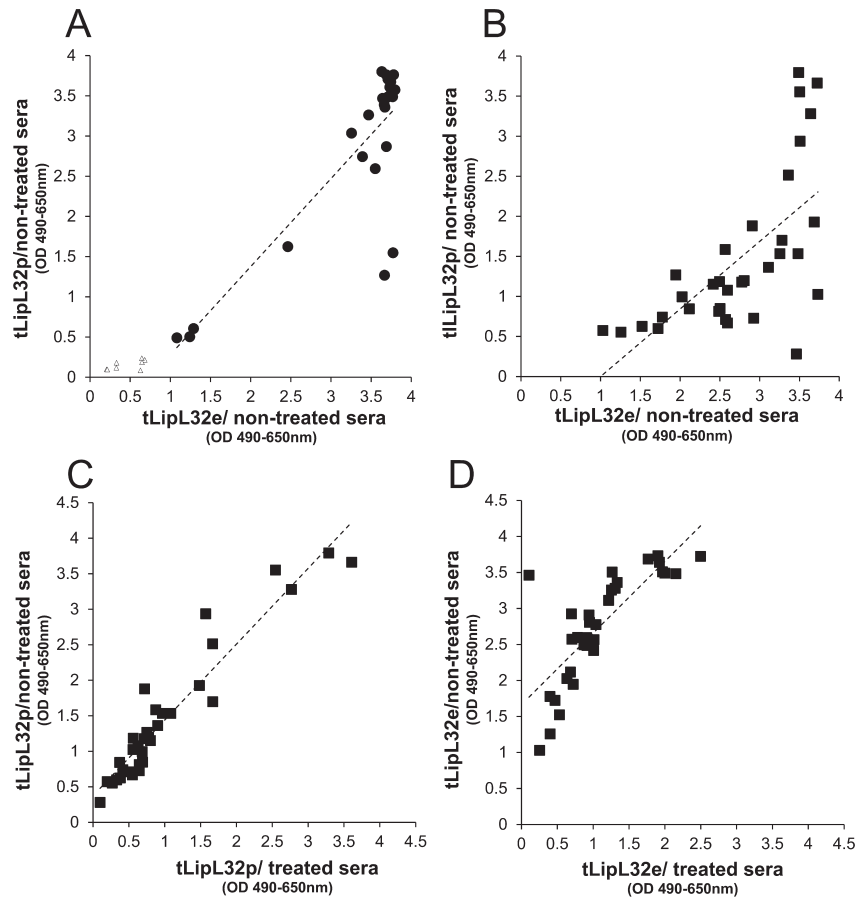 A
4
3.5
3
2.5
2
1.5
1
0.5
0
tLipL32p/non-treated sera
(OD 490-650nm)
0 0.5 1 1.5 2 2.5 3 3.5 4
tLipL32e/ non-treated sera
(OD 490-650nm)
B
4
3.5
3
2.5
2
1.5
1
0.5
0
tlLipL32p/ non-treated sera
(OD 490-650nm)
0 0.5 1 1.5 2 2.5 3 3.5 4
tLipL32e/ non-treated sera
(OD 490-650nm)
C
4.5
4
3.5
3
2.5
2
1.5
1
0.5
0
tLipL32p/non-treated sera
(OD 490-650nm)
0 0.5 1 1.5 2 2.5 3 3.5 4 4.5
tLipL32p/ treated sera
(OD 490-650nm)
D
4.5
4
3.5
3
2.5
2
1.5
1
0.5
0
tLipL32e/non-treated sera
(OD 490-650nm)
0 0.5 1 1.5 2 2.5 3 3.5 4 4.5
tLipL32e/ treated sera
(OD 490-650nm)